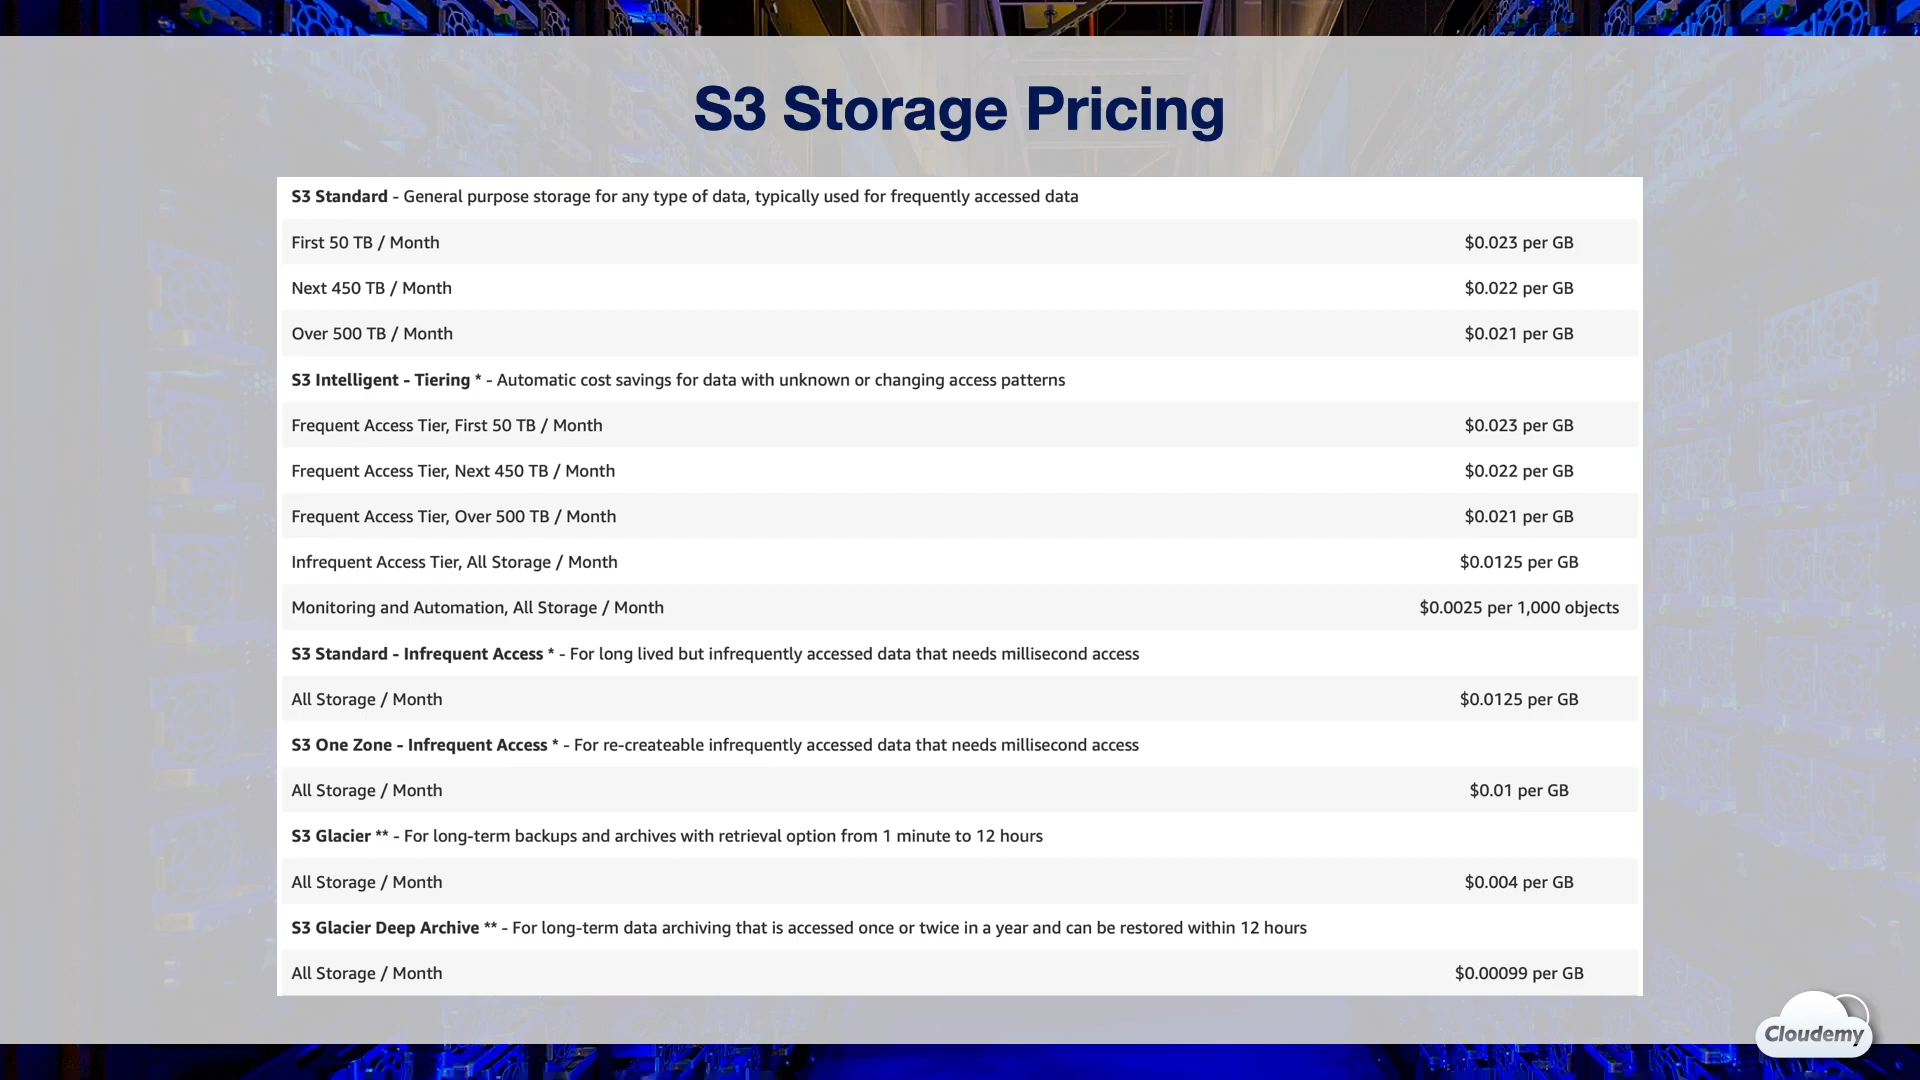 S3 Storage Pricing
S3 Standard - General purpose storage for any type of data, typically used for frequently accessed data
First 50 TB / Month $0.023 per GB
Next 450 TB / Month $0.022 per GB
Over 500 TB / Month $0.021 per GB
S3 Intelligent - Tiering * - Automatic cost savings for data with unknown or changing access patterns
Frequent Access Tier, First 50 TB / Month $0.023 per GB
Frequent Access Tier, Next 450 TB / Month $0.022 per GB
Frequent Access Tier, Over 500 TB / Month $0.021 per GB
Infrequent Access Tier, All Storage / Month $0.0125 per GB
Monitoring and Automation, All Storage / Month $0.0025 per 1,000 objects
S3 Standard - Infrequent Access * - For long lived but infrequently accessed data that needs millisecond access
All Storage / Month $0.0125 per GB
S3 One Zone - Infrequent Access * - For re-createable infrequently accessed data that needs millisecond access
All Storage / Month $0.01 per GB
S3 Glacier ** - For long-term backups and archives with retrieval option from 1 minute to 12 hours
All Storage / Month $0.004 per GB
S3 Glacier Deep Archive ** - For long-term data archiving that is accessed once or twice in a year and can be restored within 12 hours
All Storage / Month $0.00099 per GB
Cloudemy